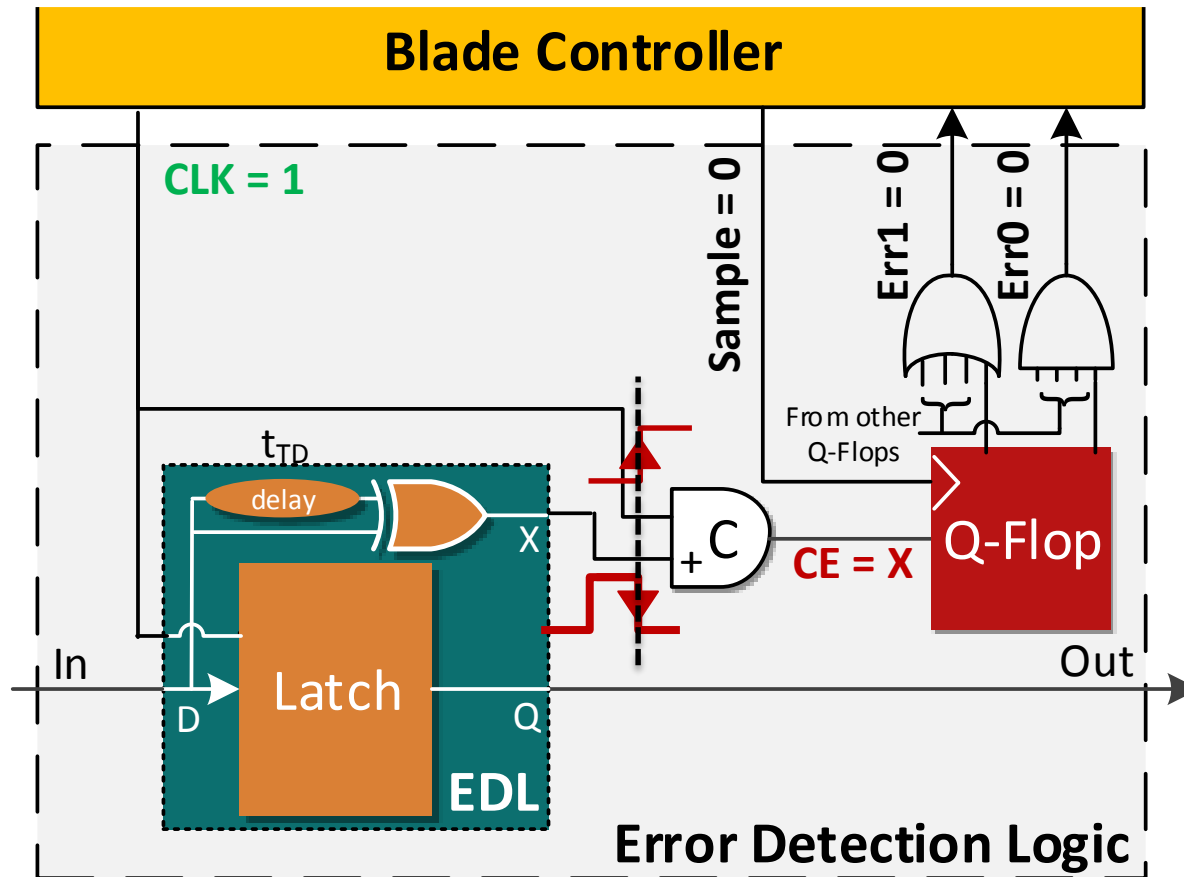 Blade Controller
CLK = 1
Sample = 0
Err1 = 0
Err0 = 0
From other
Q-Flops
t_TD
delay
X
C
+
CE = X
Q-Flop
In
Out
D
Latch
Q
EDL
Error Detection Logic